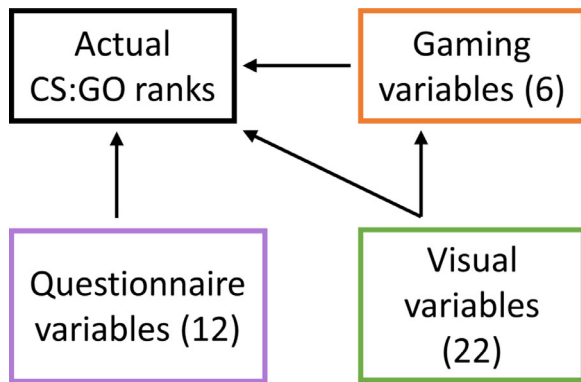 Actual
CS:GO ranks
Gaming
variables (6)
Questionnaire
variables (12)
Visual
variables
(22)